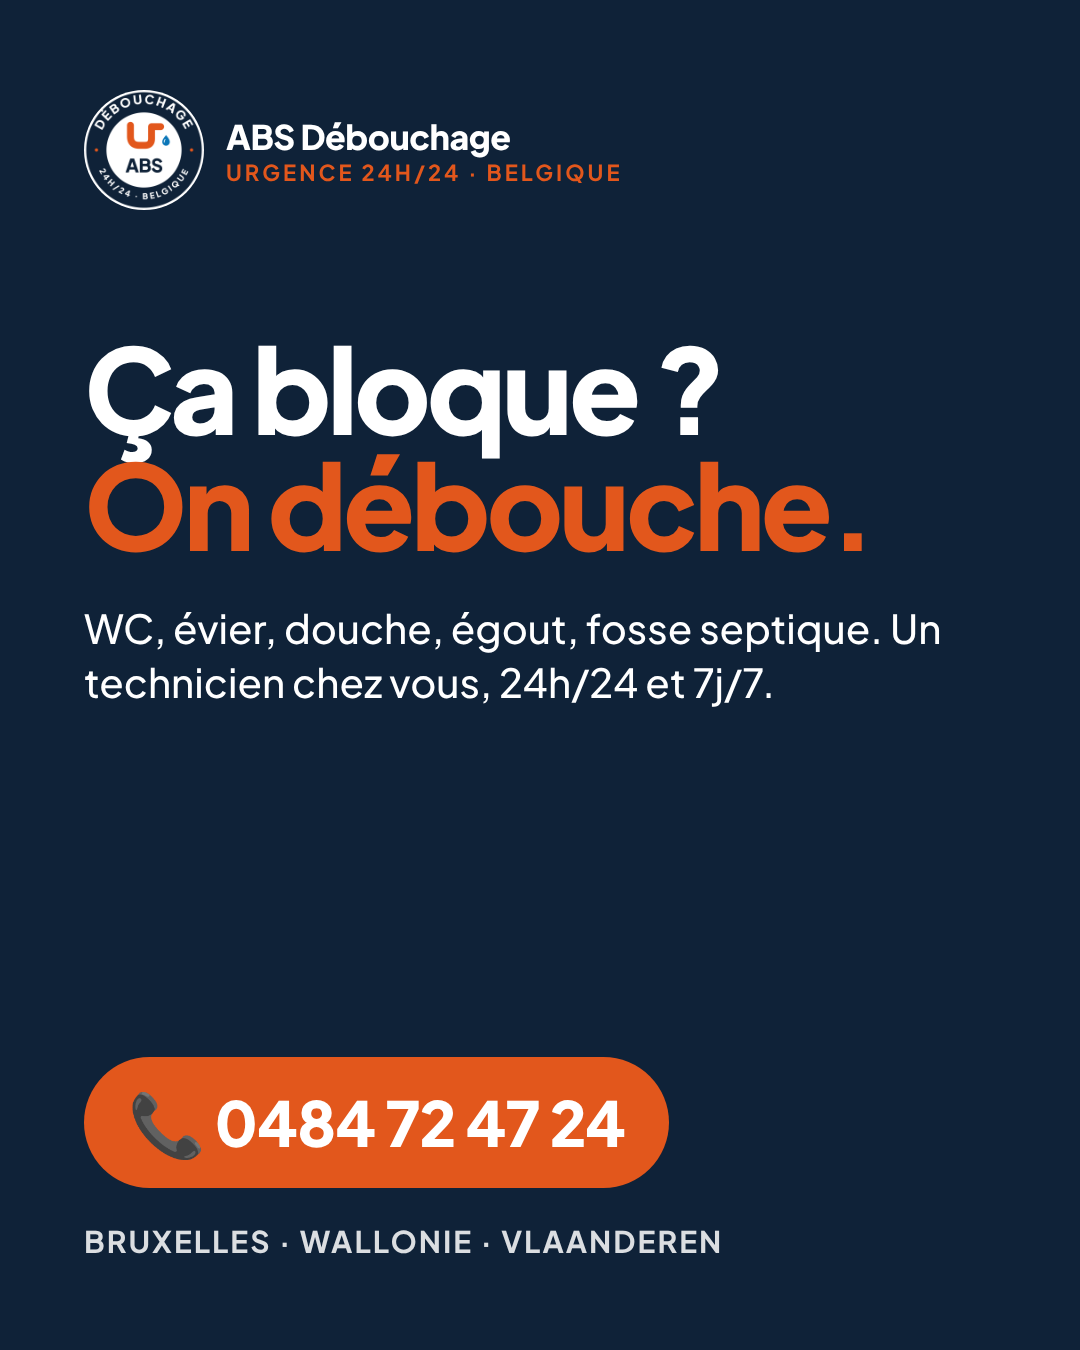 DÉBOUCHAGE
ABS
24H/24 · BELGIQUE
ABS Débouchage
URGENCE 24H/24 · BELGIQUE
Ça bloque ?
On débouche.
WC, évier, douche, égout, fosse septique. Un
technicien chez vous, 24h/24 et 7j/7.
📞 0484 72 47 24
BRUXELLES · WALLONIE · VLAANDEREN